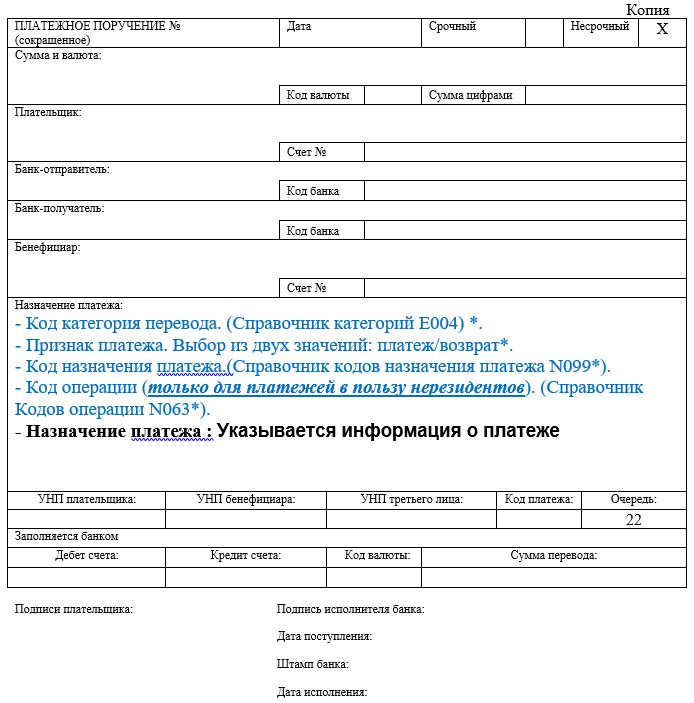 Копия
ПЛАТЕЖНОЕ ПОРУЧЕНИЕ № Дата Срочный Несрочный X
(сокращенное)
Сумма и валюта:
Код валюты Сумма цифрами
Плательщик:
Счет №
Банк-отправитель:
Код банка
Банк-получатель:
Код банка
Бенефициар:
Счет №
Назначение платежа:
- Код категория перевода. (Справочник категорий Е004) *.
- Признак платежа. Выбор из двух значений: платеж/возврат*.
- Код назначения платежа.(Справочник кодов назначения платежа N099*).
- Код операции (только для платежей в пользу нерезидентов). (Справочник
Кодов операции N063*).
- Назначение платежа : Указывается информация о платеже
УНП плательщика: УНП бенефициара: УНП третьего лица: Код платежа: Очередь:
22
Заполняется банком
Дебет счета: Кредит счета: Код валюты: Сумма перевода:
Подписи плательщика: Подпись исполнителя банка:
Дата поступления:
Штамп банка:
Дата исполнения: